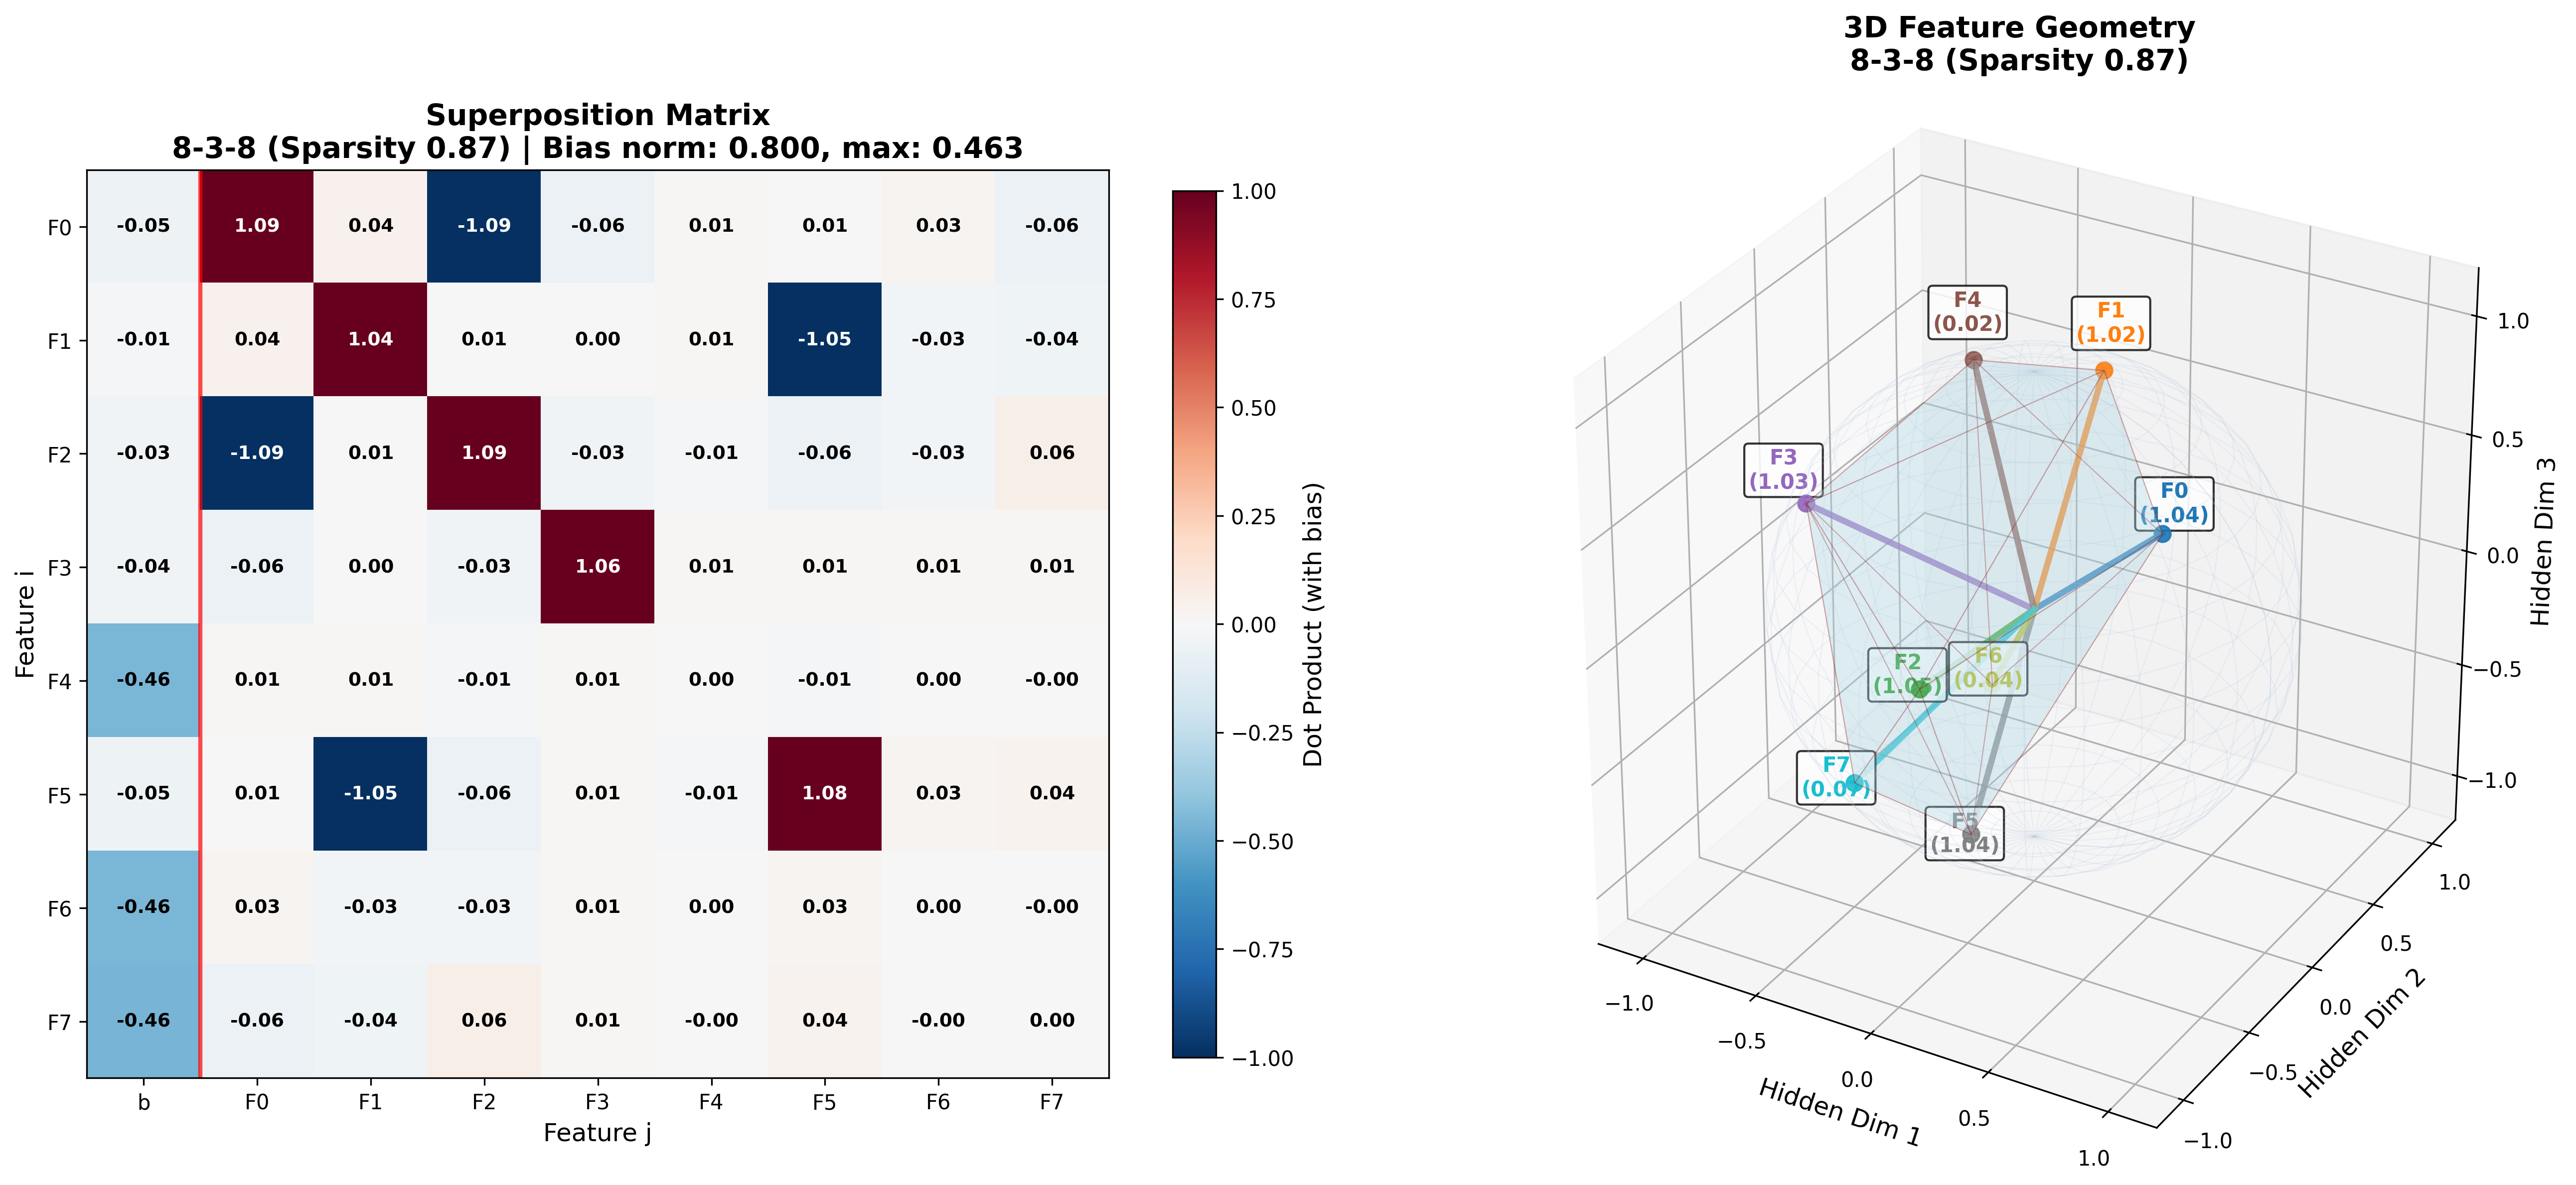 Superposition Matrix
8-3-8 (Sparsity 0.87) | Bias norm: 0.800, max: 0.463
F0 -0.05 1.09 0.04 -1.09 -0.06 0.01 0.01 0.03 -0.06
F1 -0.01 0.04 1.04 0.01 0.00 0.01 -1.05 -0.03 -0.04
F2 -0.03 -1.09 0.01 1.09 -0.03 -0.01 -0.06 -0.03 0.06
F3 -0.04 -0.06 0.00 -0.03 1.06 0.01 0.01 0.01 0.01
F4 -0.46 0.01 0.01 -0.01 0.01 0.00 -0.01 0.00 -0.00
F5 -0.05 0.01 -1.05 -0.06 0.01 -0.01 1.08 0.03 0.04
F6 -0.46 0.03 -0.03 -0.03 0.01 0.00 0.03 0.00 -0.00
F7 -0.46 -0.06 -0.04 0.06 0.01 -0.00 0.04 -0.00 0.00
b F0 F1 F2 F3 F4 F5 F6 F7
Feature j
Feature i
1.00
0.75
0.50
0.25
0.00
−0.25
−0.50
−0.75
−1.00
Dot Product (with bias)
3D Feature Geometry
8-3-8 (Sparsity 0.87)
F4
(0.02)
F1
(1.02)
F3
(1.03)
F0
(1.04)
F2
(1.05)
F6
(0.04)
F7
(0.07)
F5
(1.04)
1.0
0.5
0.0
−0.5
−1.0
Hidden Dim 3
1.0
0.5
0.0
−0.5
−1.0
Hidden Dim 2
−1.0
−0.5
0.0
0.5
1.0
Hidden Dim 1